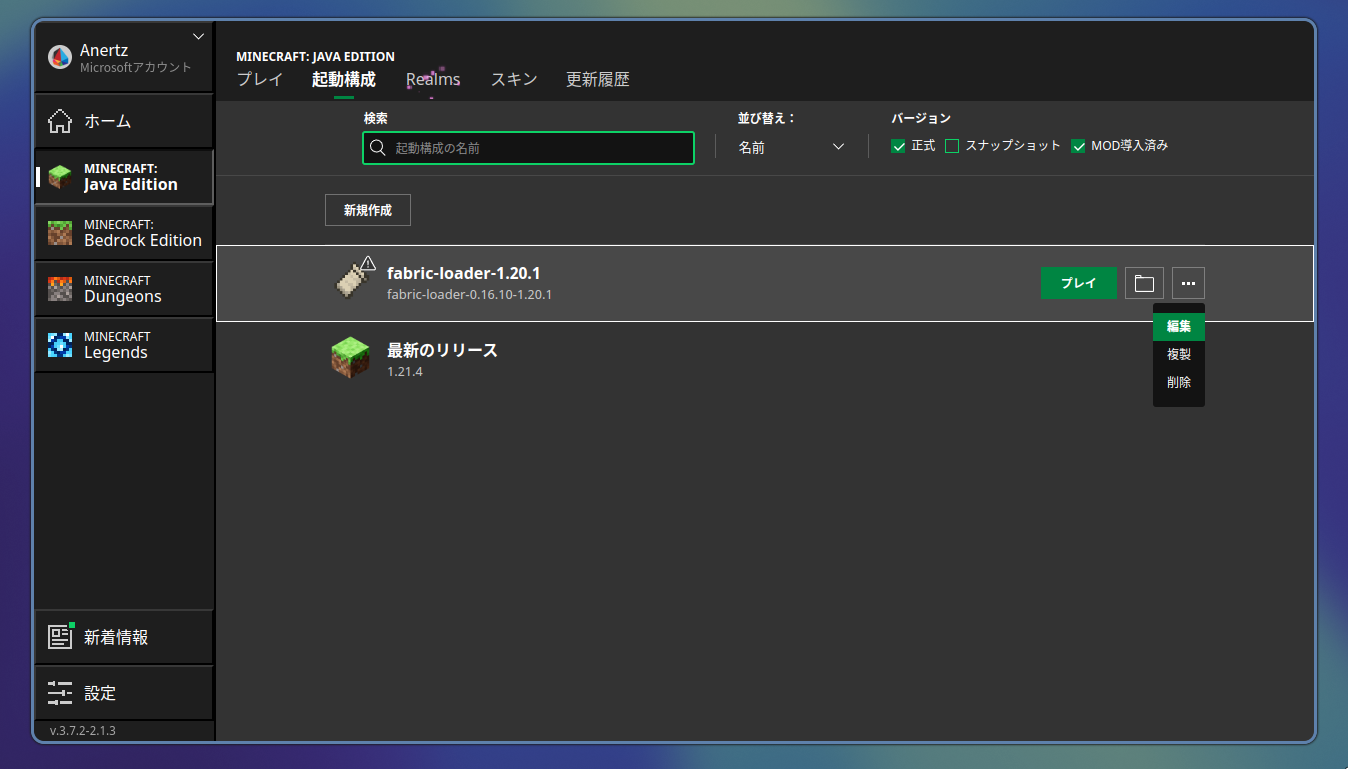 Anertz
Microsoftアカウント
ホーム
MINECRAFT:
Java Edition
MINECRAFT:
Bedrock Edition
MINECRAFT
Dungeons
MINECRAFT
Legends
新着情報
設定
v.3.7.2-2.1.3
MINECRAFT: JAVA EDITION
プレイ 起動構成 Realms スキン 更新履歴
検索 並び替え： バージョン
起動構成の名前 名前 正式 スナップショット MOD導入済み
新規作成
fabric-loader-1.20.1
fabric-loader-0.16.10-1.20.1
プレイ
編集
複製
削除
最新のリリース
1.21.4